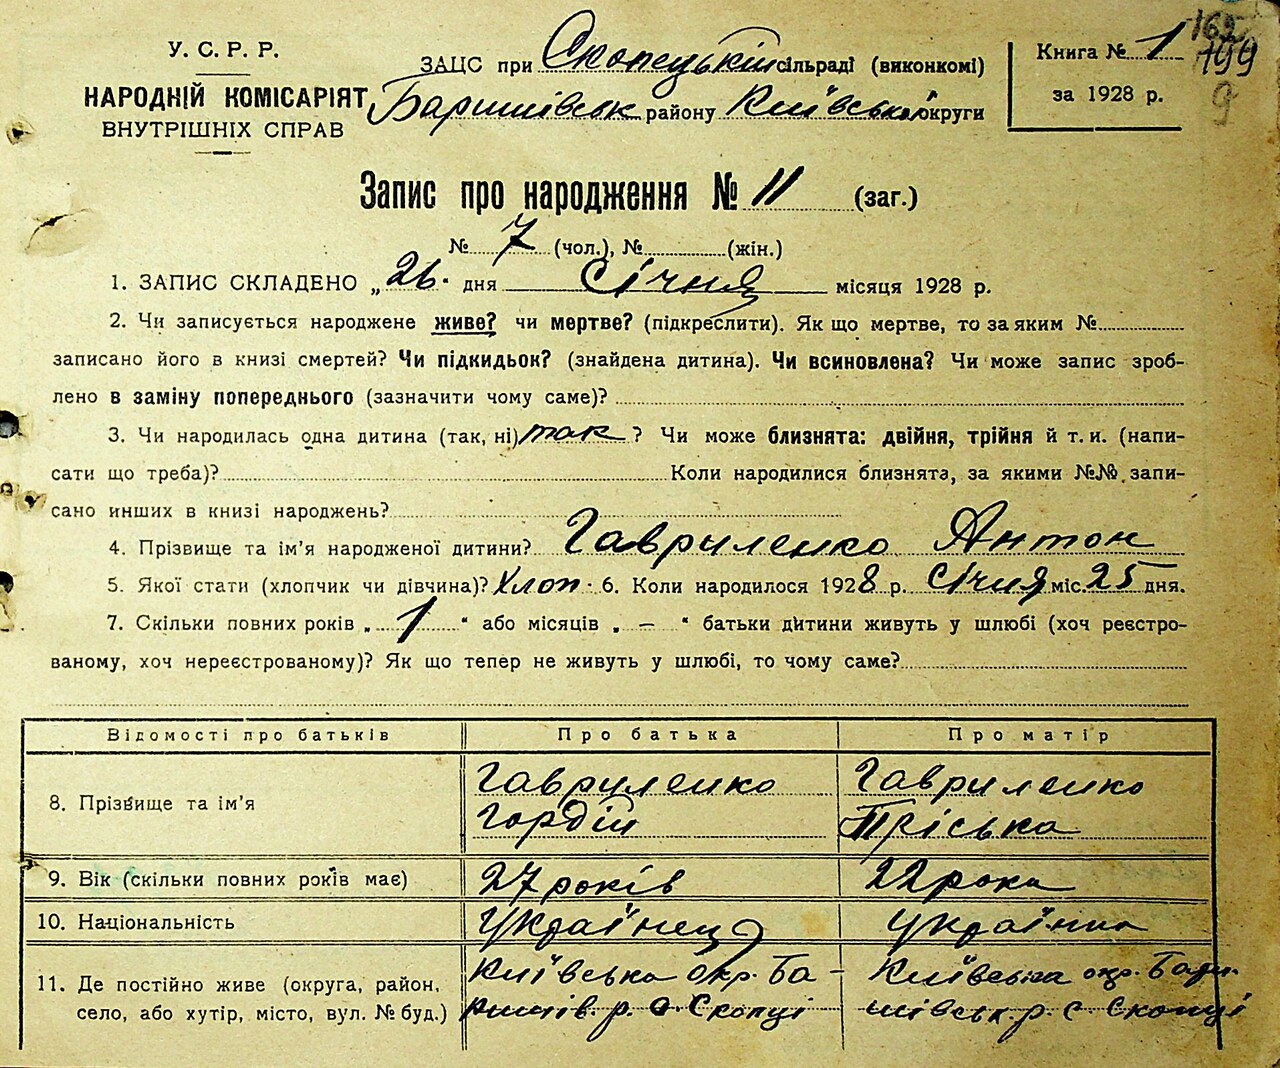 У. С. Р. Р.
НАРОДНІЙ КОМІСАРІЯТ
ВНУТРІШНІХ СПРАВ
ЗАЦС при Скопецькій сільраді (виконкомі)
Баришівськ району Київської округи
Книга № 1
за 1928 р.
165
199
9
Запис про народження № 11 (заг.)
№ 7 (чол.), № (жін.)
1. ЗАПИС СКЛАДЕНО „26" дня січня місяця 1928 р.
2. Чи записується народжене живе? чи мертве? (підкреслити). Як що мертве, то за яким №
записано його в книзі смертей? Чи підкидьок? (знайдена дитина). Чи всиновлена? Чи може запис зроб-
лено в заміну попереднього (зазначити чому саме)?
3. Чи народилась одна дитина (так, ні) так ? Чи може близнята: двійня, трійня й т. и. (напи-
сати що треба)? Коли народилися близнята, за якими №№ запи-
сано инших в книзі народжень?
4. Прізвище та ім'я народженої дитини? Гавриленко Антон
5. Якої стати (хлопчик чи дівчина)? Хлоп. 6. Коли народилося 1928 р. січня міс. 25 дня.
7. Скільки повних років „ 1 " або місяців „ – " батьки дитини живуть у шлюбі (хоч реєстро-
ваному, хоч нереєстрованому)? Як що тепер не живуть у шлюбі, то чому саме?
Відомості про батьків Про батька Про матір
8. Прізвище та ім'я
Гавриленко
Гордій
Гавриленко
Пріська
9. Вік (скільки повних років має) 27 років 22 рока
10. Національність Українець Українка
11. Де постійно живе (округа, район,
село, або хутір, місто, вул. № буд.)
Київська окр. Ба-
ришів. р. с. Скопці
Київська окр. Бари-
шівськ. р. с Скопці